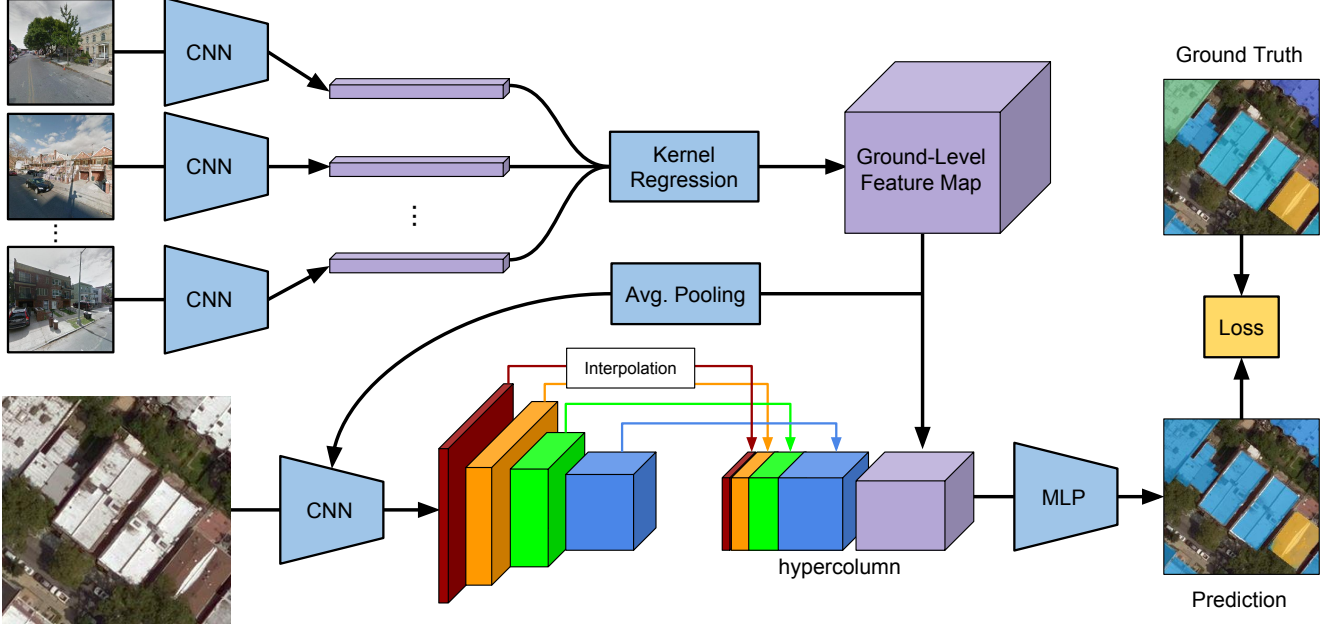 CNN
CNN
...
CNN
...
Kernel
Regression
Ground-Level
Feature Map
Avg. Pooling
Ground Truth
Loss
Interpolation
CNN
hypercolumn
MLP
Prediction